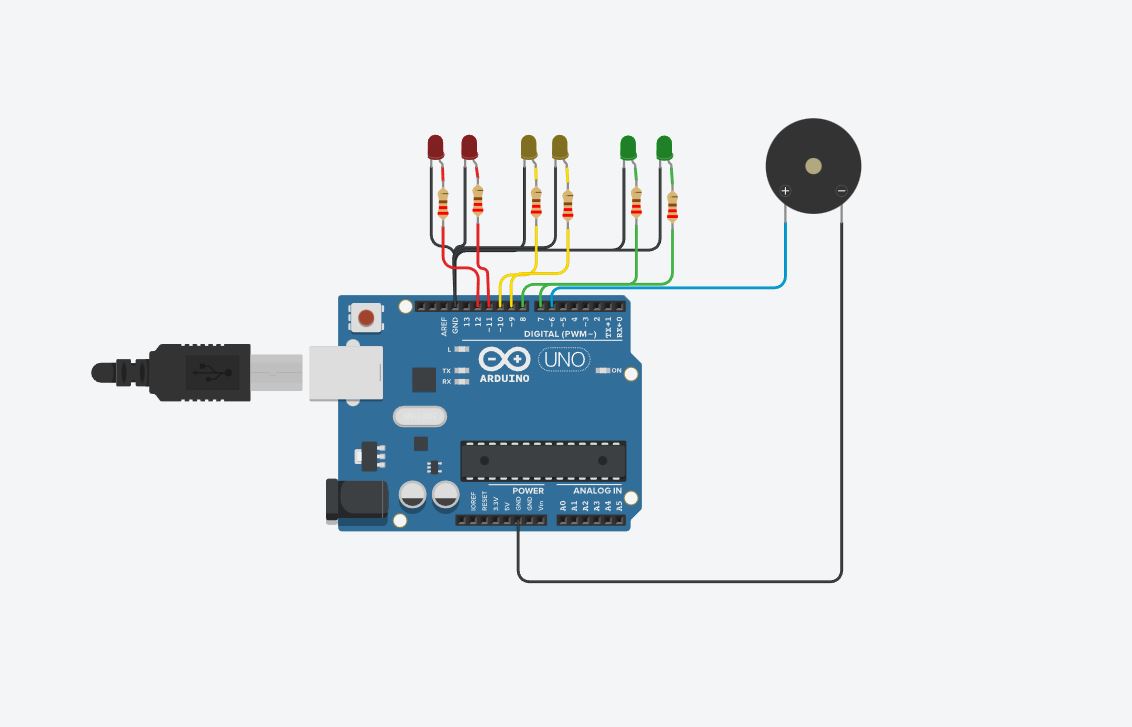 + −
AREF
GND
13
12
~11
~10
~9
8
7
~6
~5
4
~3
2
TX→1
RX←0
DIGITAL (PWM~)
L
TX
RX
UNO
ARDUINO
ON
POWER
ANALOG IN
IOREF
RESET
3.3V
5V
GND
GND
Vin
A0
A1
A2
A3
A4
A5